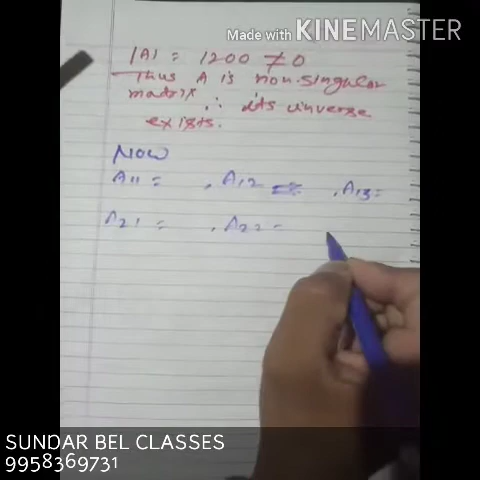 Made with KINEMASTER
|A| = 1200 ≠ 0
Thus A is non-singular
matrix ∴ its inverse
exists.
Now
A11 = , A12 = , A13 =
A21 = , A22 =
SUNDAR BEL CLASSES
9958369731